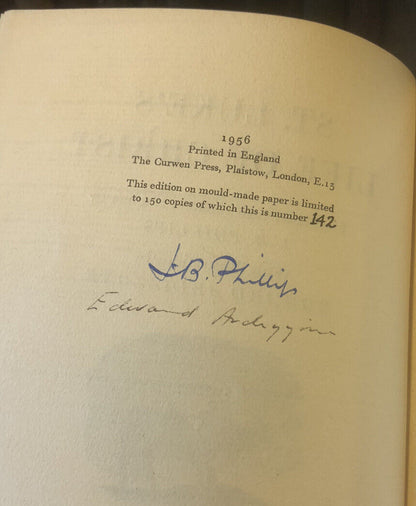 1956
Printed in England
The Curwen Press, Plaistow, London, E.13
This edition on mould-made paper is limited
to 150 copies of which this is number 142
J.B. Phillips
Edward Ardizzone